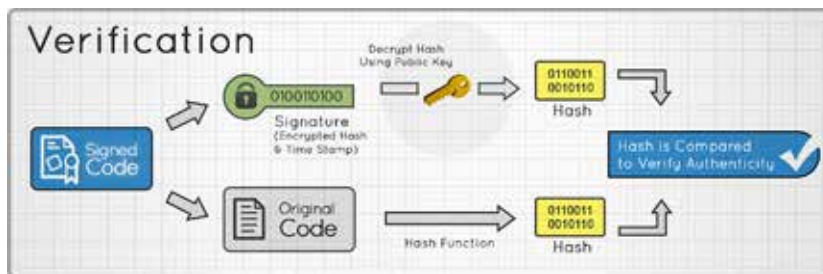 Verification
Decrypt Hash
Using Public Key
0100110100
0110011
0010110
Hash
Signature
(Encrypted Hash
& Time Stamp)
Signed
Code
Hash is Compared
to Verify Authenticity
Original
Code
Hash Function
0110011
0010110
Hash